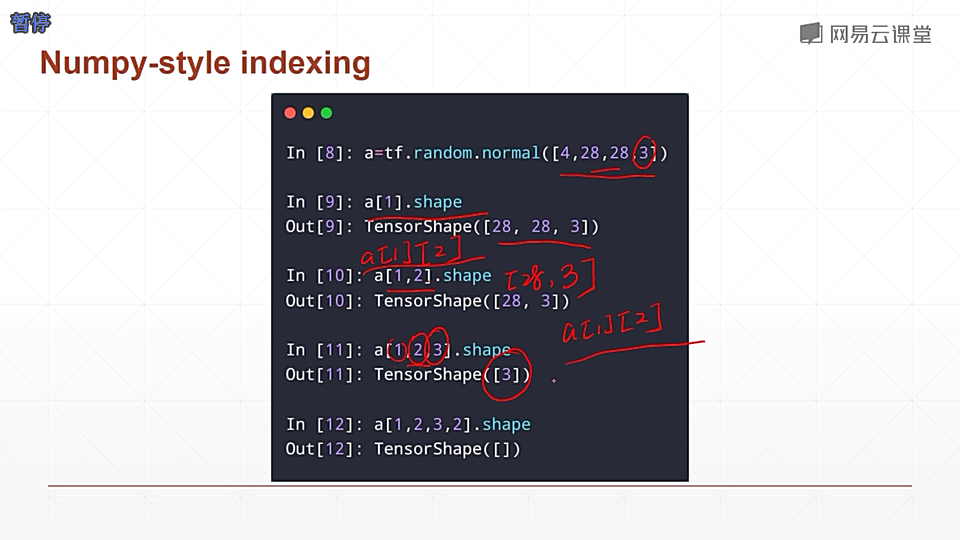 暂停
网易云课堂
Numpy-style indexing
In [8]: a=tf.random.normal([4,28,28,3])
In [9]: a[1].shape
Out[9]: TensorShape([28, 28, 3])
a[1][2]
In [10]: a[1,2].shape [28,3]
Out[10]: TensorShape([28, 3])
a[1][2]
In [11]: a[1,2,3].shape
Out[11]: TensorShape([3])
In [12]: a[1,2,3,2].shape
Out[12]: TensorShape([])